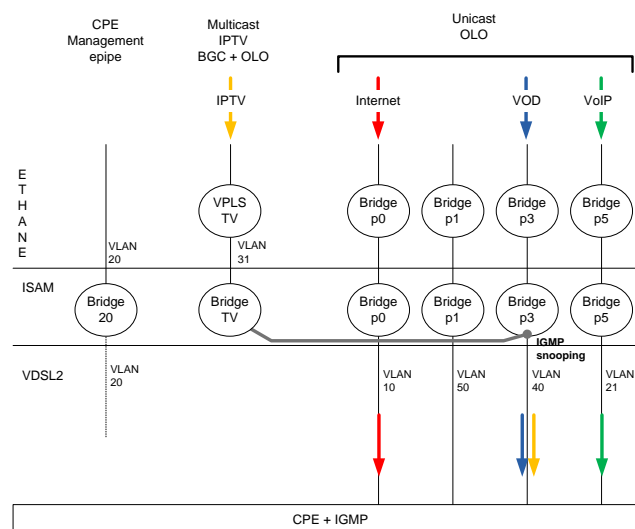 CPE
Management
epipe
Multicast
IPTV
BGC + OLO
Unicast
OLO
IPTV
Internet
VOD
VoIP
ETHANE
VPLS
TV
Bridge
p0
Bridge
p1
Bridge
p3
Bridge
p5
VLAN
20
VLAN
31
ISAM
Bridge
20
Bridge
TV
Bridge
p0
Bridge
p1
Bridge
p3
Bridge
p5
IGMP
snooping
VDSL2
VLAN
20
VLAN
10
VLAN
50
VLAN
40
VLAN
21
CPE + IGMP